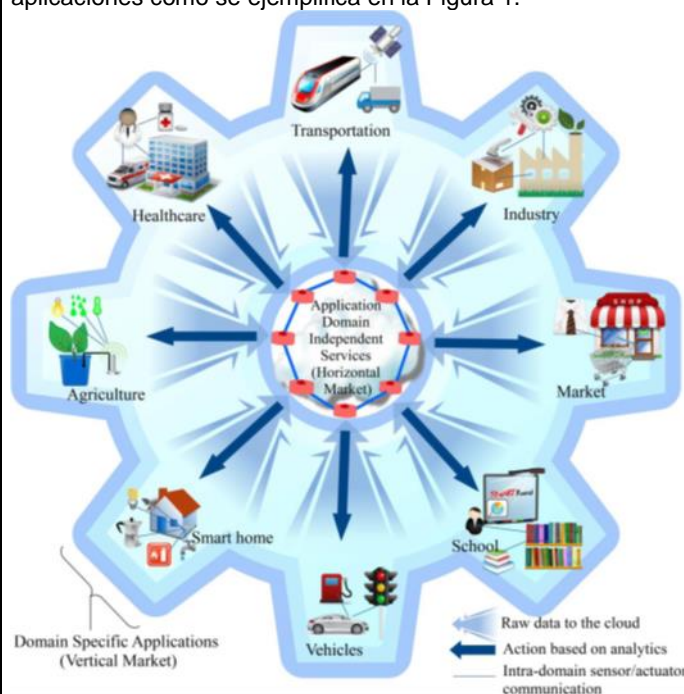 aplicaciones como se ejemplifica en la Figura 1.
Transportation
Healthcare
Industry
Application
Domain
Independent
Services
(Horizontal
Market)
SHOP
Agriculture
Market
Smart home
School
Vehicles
Domain Specific Applications
(Vertical Market)
Raw data to the cloud
Action based on analytics
Intra-domain sensor/actuator
communication